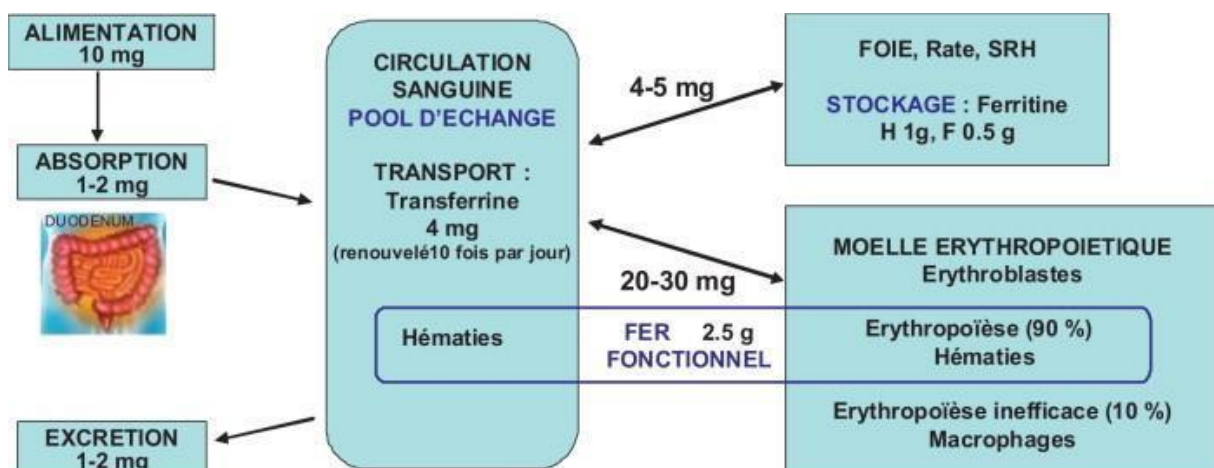 ALIMENTATION
10 mg
ABSORPTION
1-2 mg
DUODENUM
EXCRETION
1-2 mg
CIRCULATION
SANGUINE
POOL D'ECHANGE
TRANSPORT :
Transferrine
4 mg
(renouvelé10 fois par jour)
Hématies
4-5 mg
20-30 mg
FER 2.5 g
FONCTIONNEL
FOIE, Rate, SRH
STOCKAGE : Ferritine
H 1g, F 0.5 g
MOELLE ERYTHROPOIETIQUE
Erythroblastes
Erythropoïèse (90 %)
Hématies
Erythropoïèse inefficace (10 %)
Macrophages